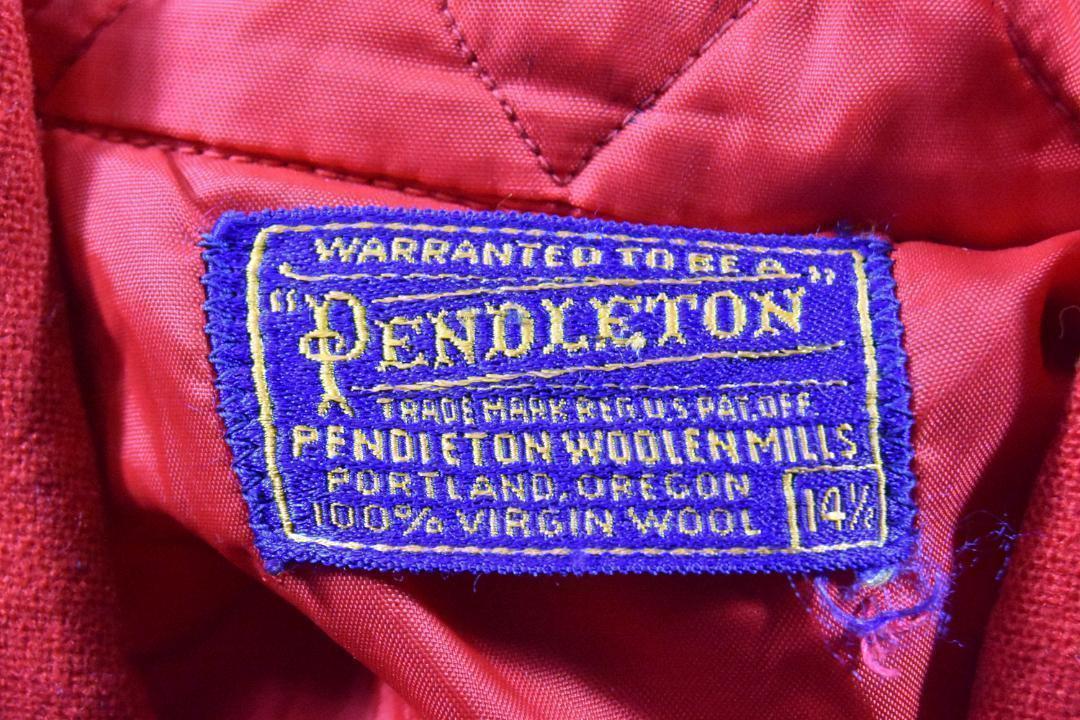 WARRANTED TO BE A
"PENDLETON"
TRADE MARK REG. U.S. PAT. OFF.
PENDLETON WOOLEN MILLS
PORTLAND, OREGON
100% VIRGIN WOOL
14½